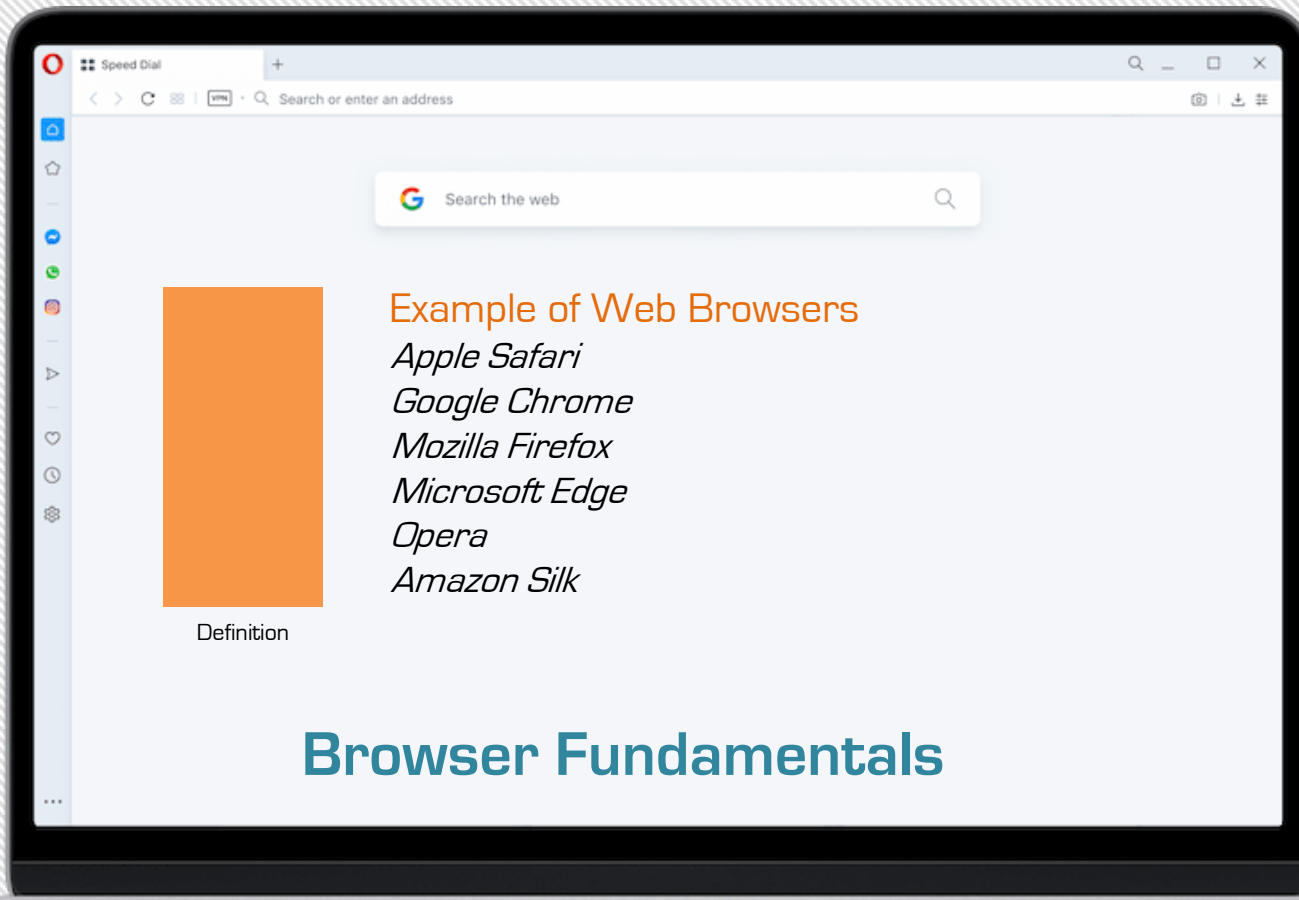 Speed Dial
VPN
Search or enter an address
Search the web
Example of Web Browsers
Apple Safari
Google Chrome
Mozilla Firefox
Microsoft Edge
Opera
Amazon Silk
Definition
Browser Fundamentals